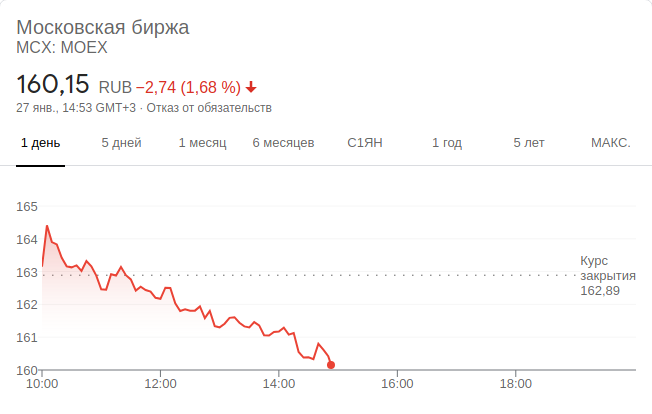 Московская биржа
MCX: MOEX
160,15 RUB −2,74 (1,68 %)
27 янв., 14:53 GMT+3 · Отказ от обязательств
1 день 5 дней 1 месяц 6 месяцев С1ЯН 1 год 5 лет МАКС.
165
164
163
162
161
160
Курс
закрытия
162,89
10:00 12:00 14:00 16:00 18:00